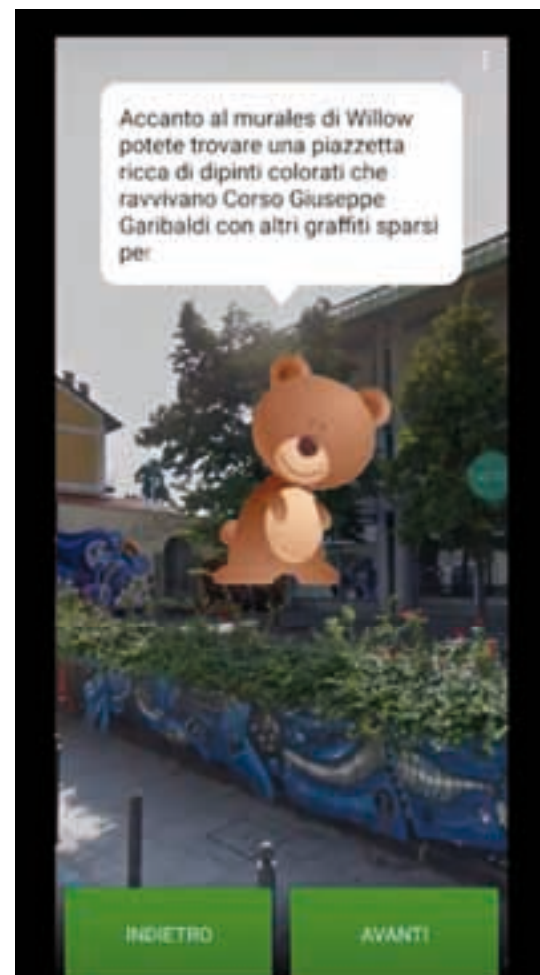 Accanto al murales di Willow
potete trovare una piazzetta
ricca di dipinti colorati che
ravvivano Corso Giuseppe
Garibaldi con altri graffiti sparsi
per
INDIETRO
AVANTI